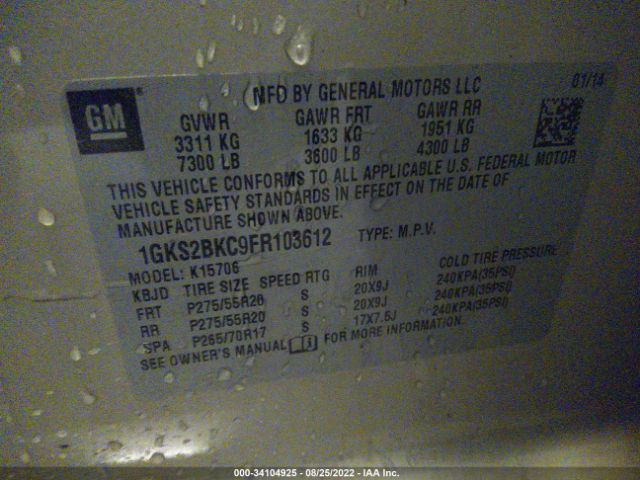 GM
MFD BY GENERAL MOTORS LLC 01/14
GVWR GAWR FRT GAWR RR
3311 KG 1633 KG 1951 KG
7300 LB 3600 LB 4300 LB
THIS VEHICLE CONFORMS TO ALL APPLICABLE U.S. FEDERAL MOTOR
VEHICLE SAFETY STANDARDS IN EFFECT ON THE DATE OF
MANUFACTURE SHOWN ABOVE.
1GKS2BKC9FR103612 TYPE: M.P.V.
MODEL: K15706
KBJD TIRE SIZE SPEED RTG RIM COLD TIRE PRESSURE
FRT P275/55R20 S 20X9J 240KPA(35PSI)
RR P275/55R20 S 20X9J 240KPA(35PSI)
SPA P265/70R17 S 17X7.5J 240KPA(35PSI)
SEE OWNER'S MANUAL FOR MORE INFORMATION.
000-34104925 - 08/25/2022 - IAA Inc.